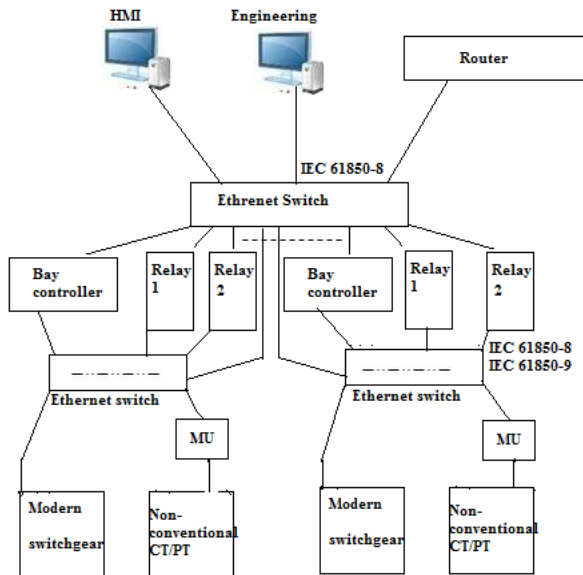 HMI
Engineering
Router
IEC 61850-8
Ethrenet Switch
Bay
controller
Relay
1
Relay
2
Bay
controller
Relay
1
Relay
2
IEC 61850-8
IEC 61850-9
Ethernet switch
Ethernet switch
MU
MU
Modern
switchgear
Non-
conventional
CT/PT
Modern
switchgear
Non-
conventional
CT/PT